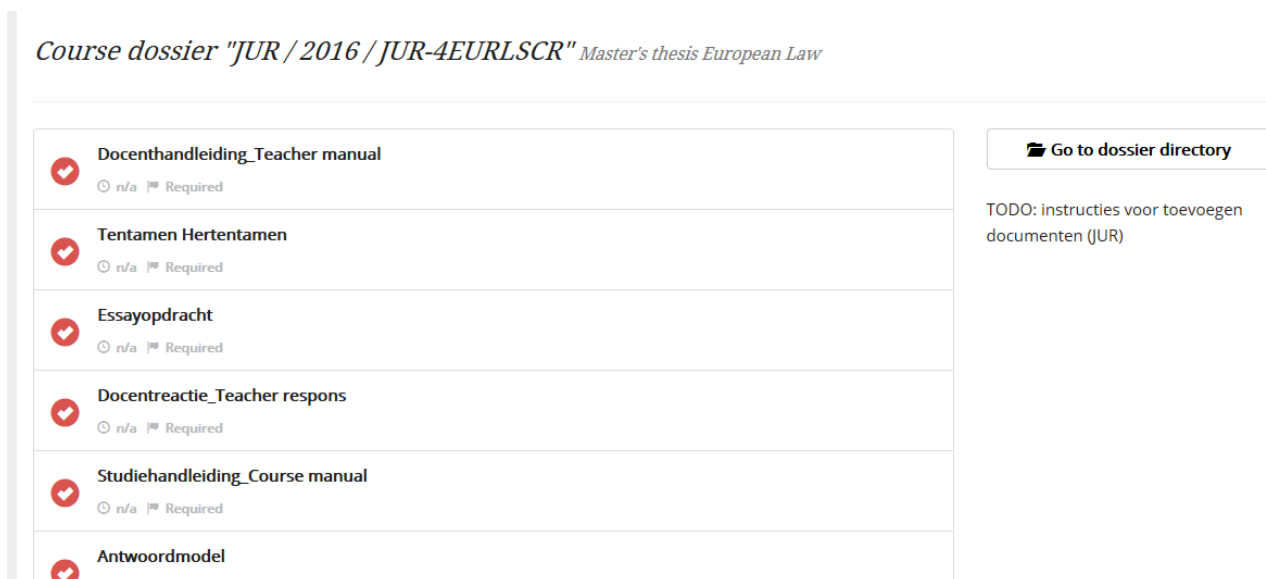 Course dossier "JUR / 2016 / JUR-4EURLSCR" Master's thesis European Law
Docenthandleiding_Teacher manual
n/a Required
Tentamen Hertentamen
n/a Required
Essayopdracht
n/a Required
Docentreactie_Teacher respons
n/a Required
Studiehandleiding_Course manual
n/a Required
Antwoordmodel
Go to dossier directory
TODO: instructies voor toevoegen
documenten (JUR)